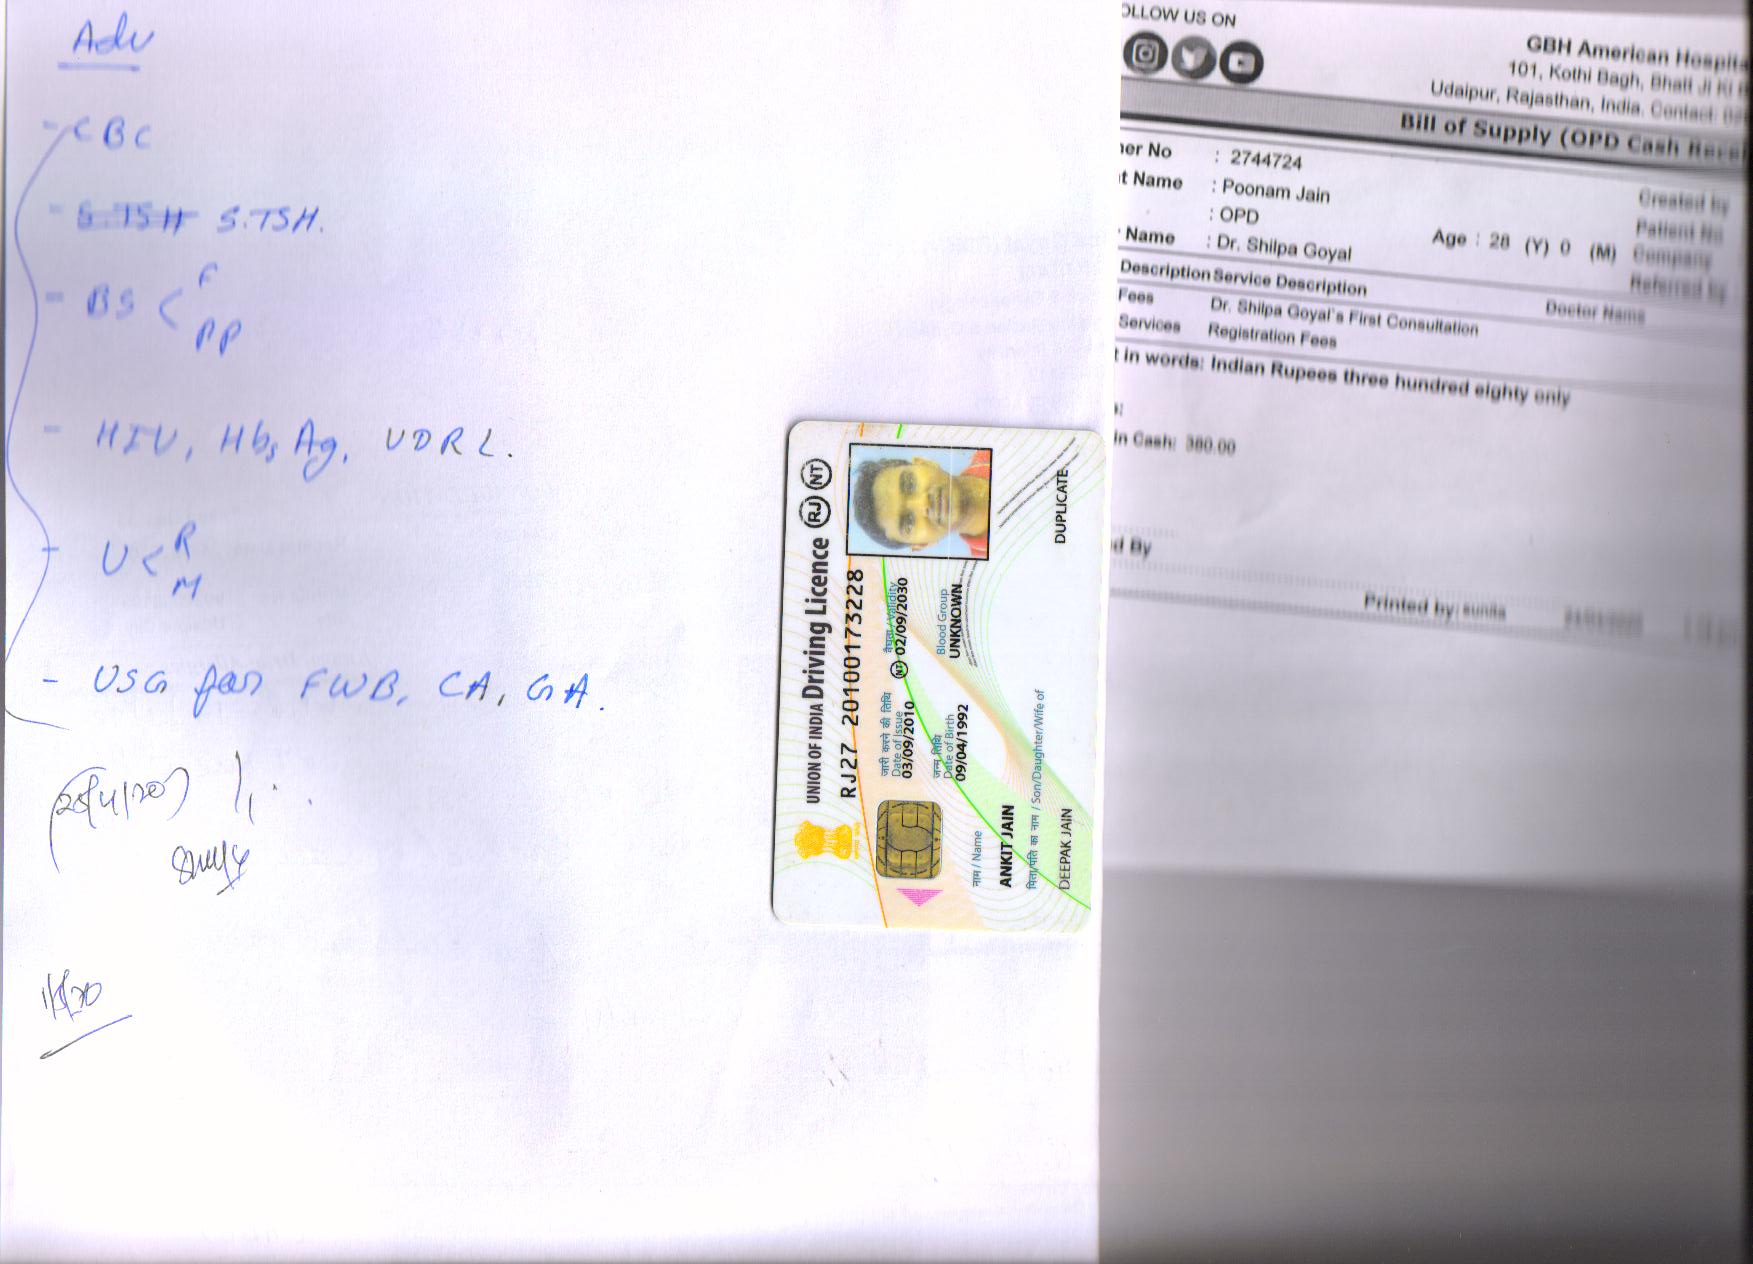 Adv
- CBC
- S.TSH S.TSH.
- BS < F
PP
- HIV, HbsAg, VDRL.
- U < R
M
- USG for FWB, CA, GA.
1/5/20
UNION OF INDIA Driving Licence RJ NT
RJ27 20100173228
जारी करने की तिथि वैधता / Validity
Date of Issue
03/09/2010 NT 02/09/2030
जन्म तिथि
Date of Birth Blood Group
09/04/1992 UNKNOWN
नाम / Name
ANKIT JAIN
पिता/पति का नाम / Son/Daughter/Wife of
DEEPAK JAIN
DUPLICATE
OLLOW US ON
GBH American Hospita
101, Kothi Bagh, Bhatt Ji Ki
Udaipur, Rajasthan, India. Contact:
Bill of Supply (OPD Cash
er No : 2744724
t Name : Poonam Jain Created by
: OPD Patient No
Name : Dr. Shilpa Goyal Age : 28 (Y) 0 (M) Company
Referred by
Description Service Description Doctor Name
Fees Dr. Shilpa Goyal's First Consultation
Services Registration Fees
t in words: Indian Rupees three hundred eighty only
in Cash: 380.00
d By
Printed by: sunita